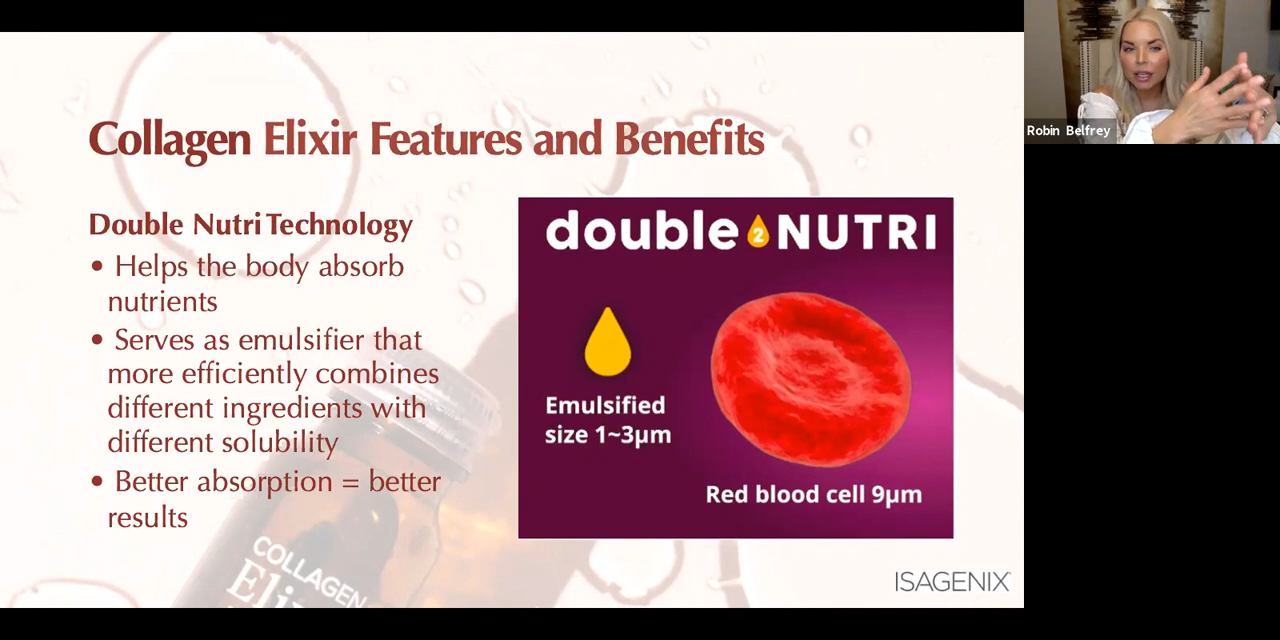 Robin Belfrey
Collagen Elixir Features and Benefits
Double Nutri Technology
• Helps the body absorb
nutrients
• Serves as emulsifier that
more efficiently combines
different ingredients with
different solubility
• Better absorption = better
results
double 2 NUTRI
Emulsified
size 1~3µm
Red blood cell 9µm
COLLAGEN
ISAGENIX